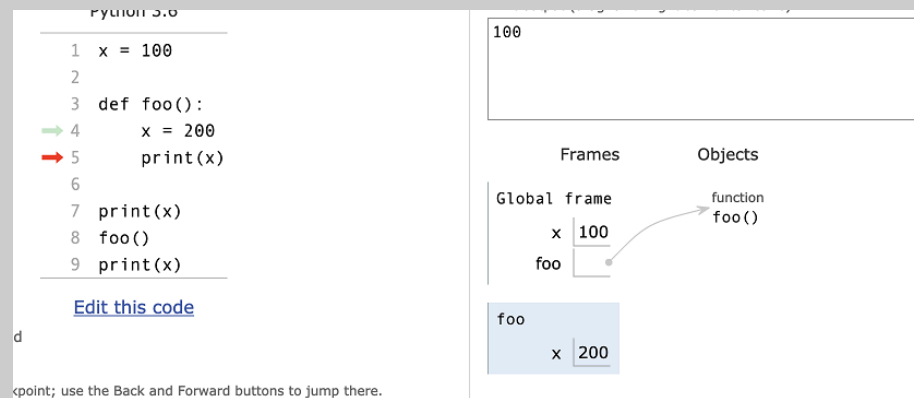 Python 3.6
1 x = 100
2
3 def foo():
4     x = 200
5     print(x)
6
7 print(x)
8 foo()
9 print(x)
Edit this code
d
point; use the Back and Forward buttons to jump there.
100
Frames Objects
Global frame
x 100
foo
function
foo()
foo
x 200